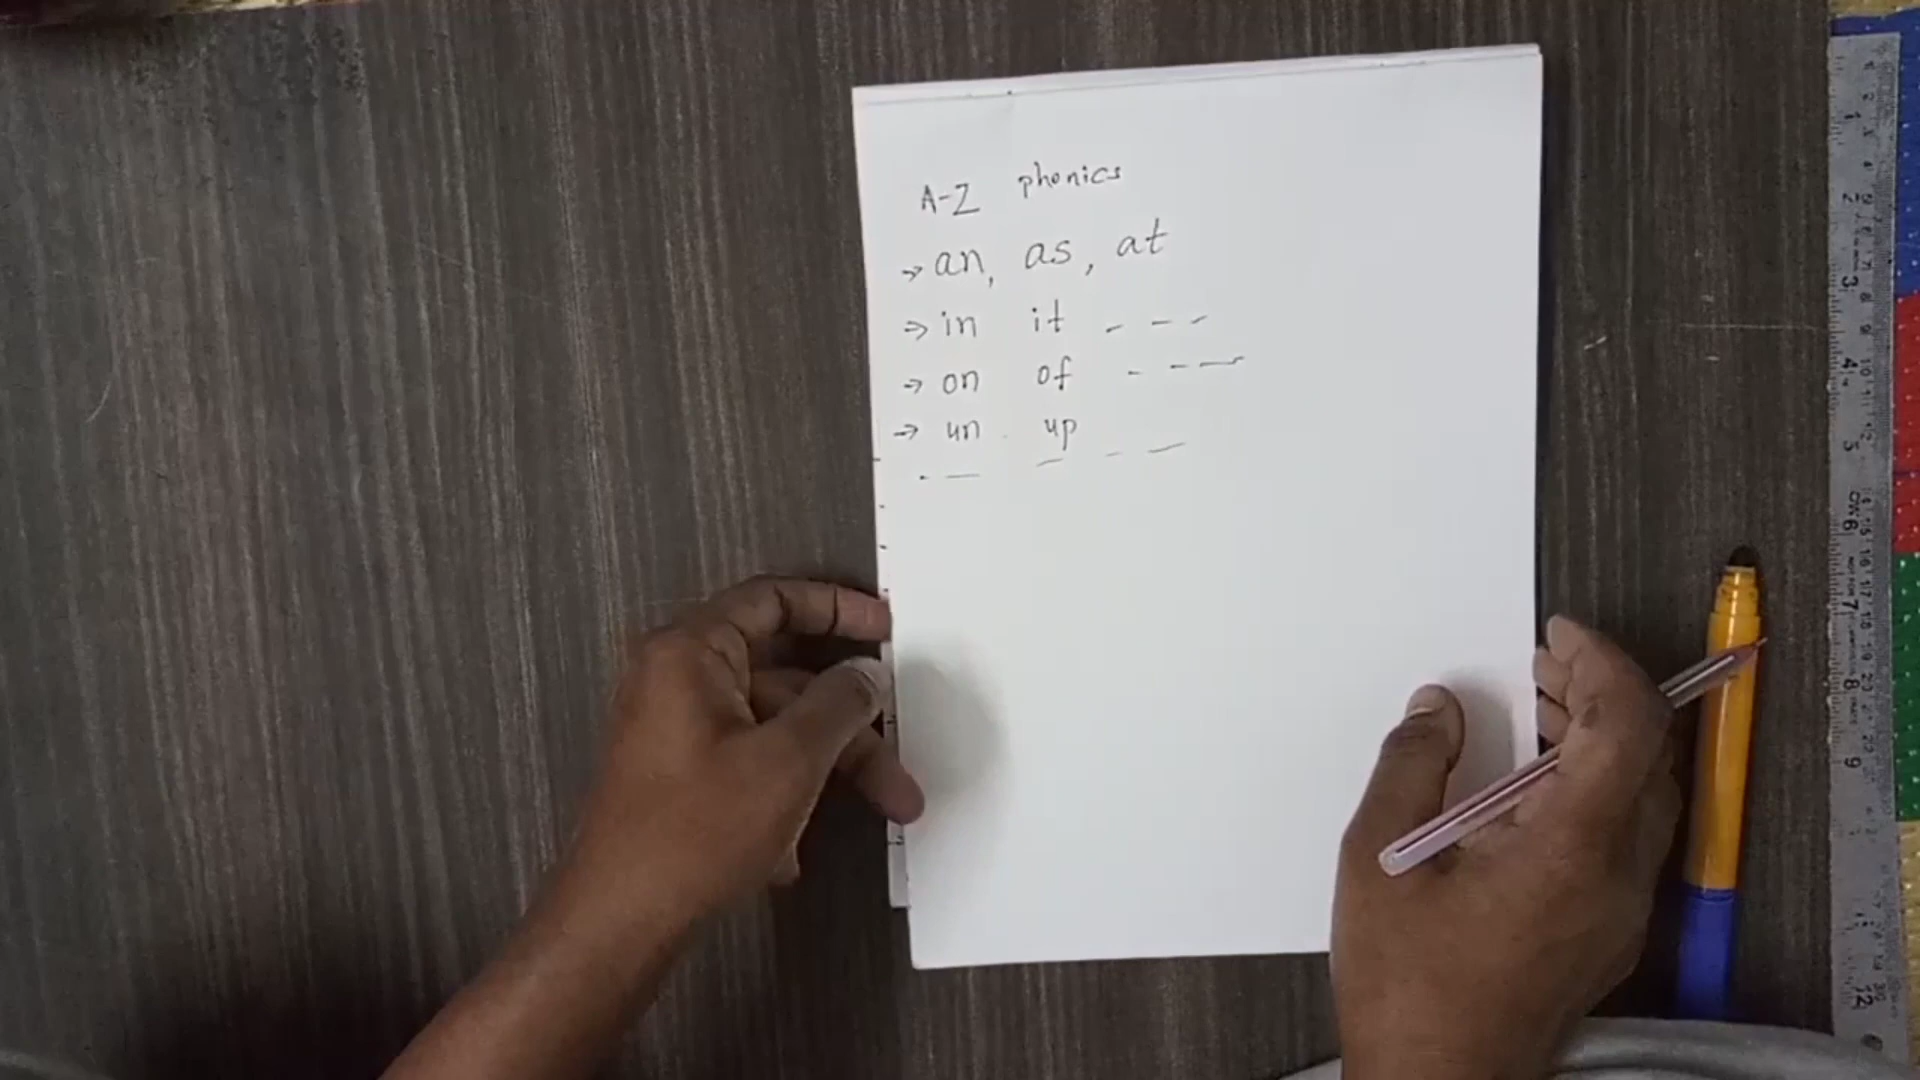 A-Z phonics
→ an, as, at
→ in it - - -
→ on of - - -
→ un up
- - - - -